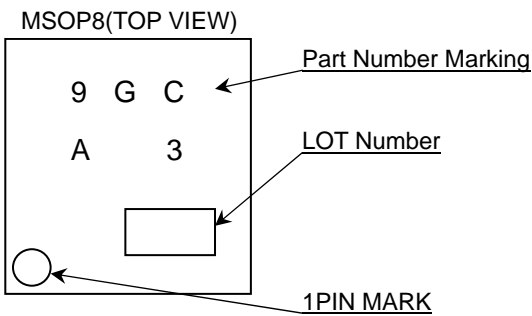 MSOP8(TOP VIEW)
Part Number Marking
9 G C
LOT Number
A 3
1PIN MARK